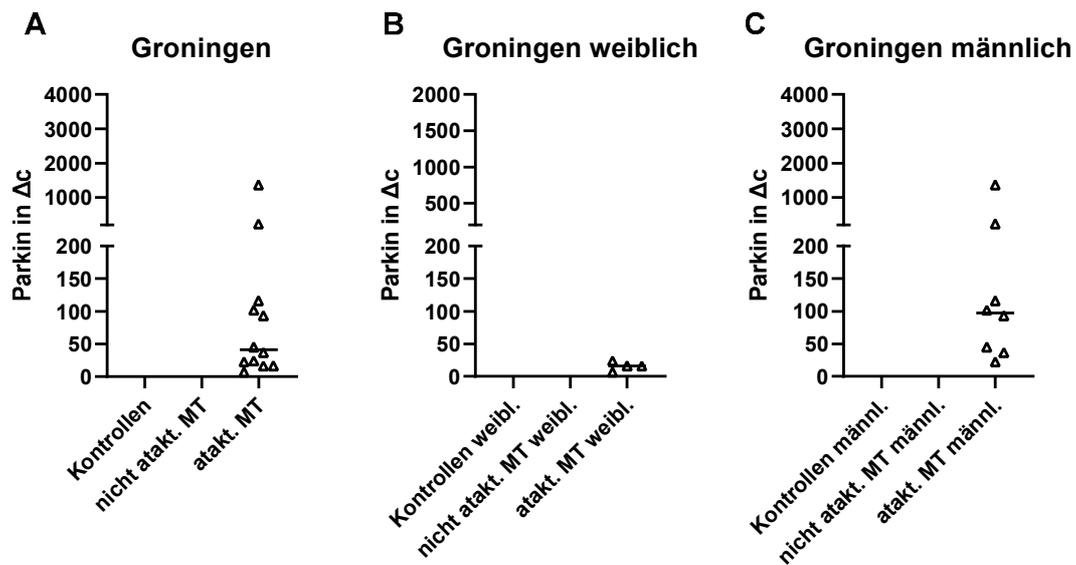 A
Groningen
Parkin in Δc
4000
3000
2000
1000
200
150
100
50
0
Kontrollen
nicht atakt. MT
atakt. MT
B
Groningen weiblich
Parkin in Δc
2000
1500
1000
500
200
150
100
50
0
Kontrollen weibl.
nicht atakt. MT weibl.
atakt. MT weibl.
C
Groningen männlich
Parkin in Δc
4000
3000
2000
1000
200
150
100
50
0
Kontrollen männl.
nicht atakt. MT männl.
atakt. MT männl.